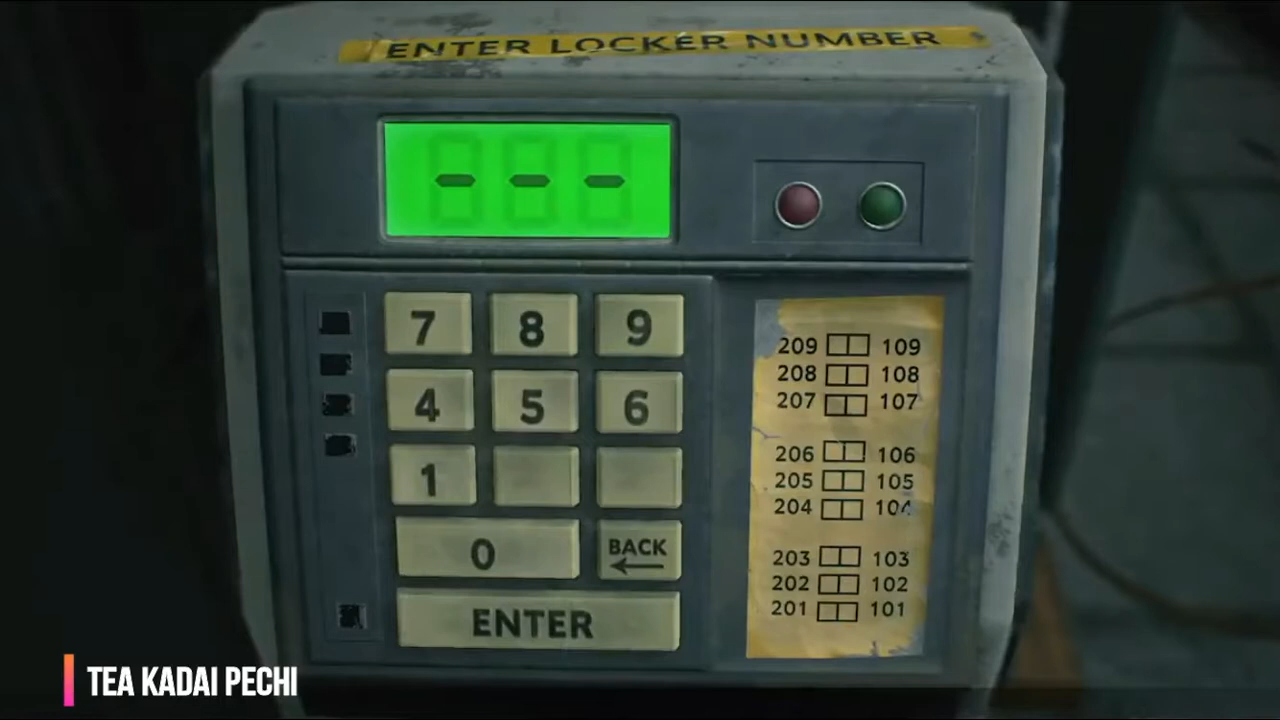 ENTER LOCKER NUMBER
- - -
7 8 9
4 5 6
1
0 BACK
ENTER
209 109
208 108
207 107
206 106
205 105
204 104
203 103
202 102
201 101
TEA KADAI PECHI